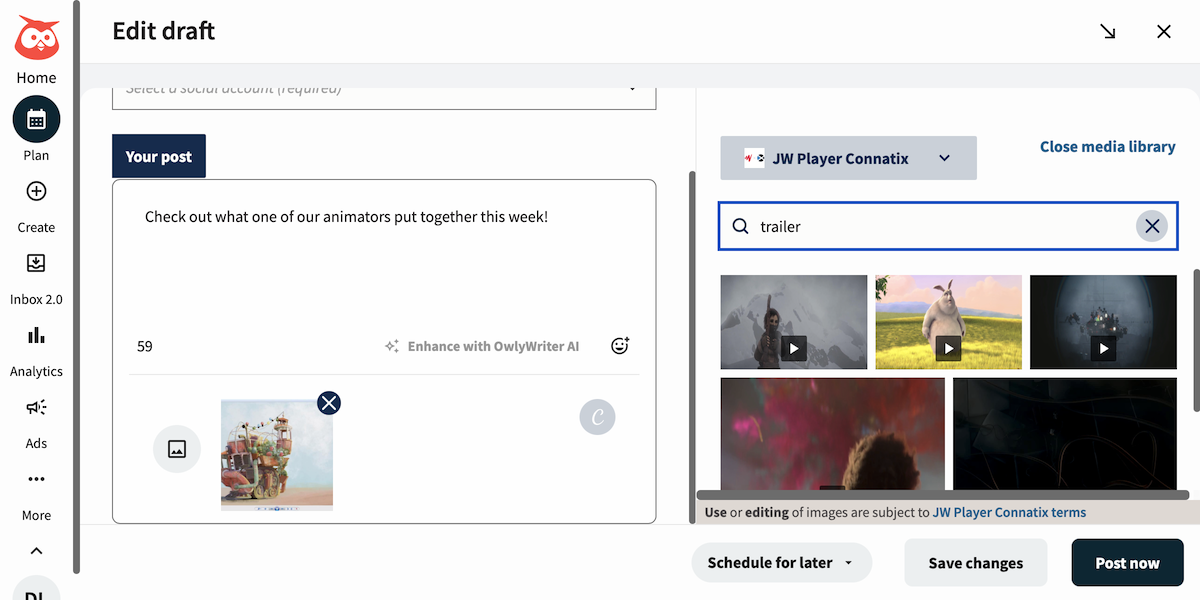 Edit draft
Home
Plan
Create
Inbox 2.0
Analytics
Ads
More
DL
Select a social account (required)
Your post
Check out what one of our animators put together this week!
59
Enhance with OwlyWriter AI
JW Player Connatix
Close media library
trailer
Use or editing of images are subject to JW Player Connatix terms
Schedule for later
Save changes
Post now